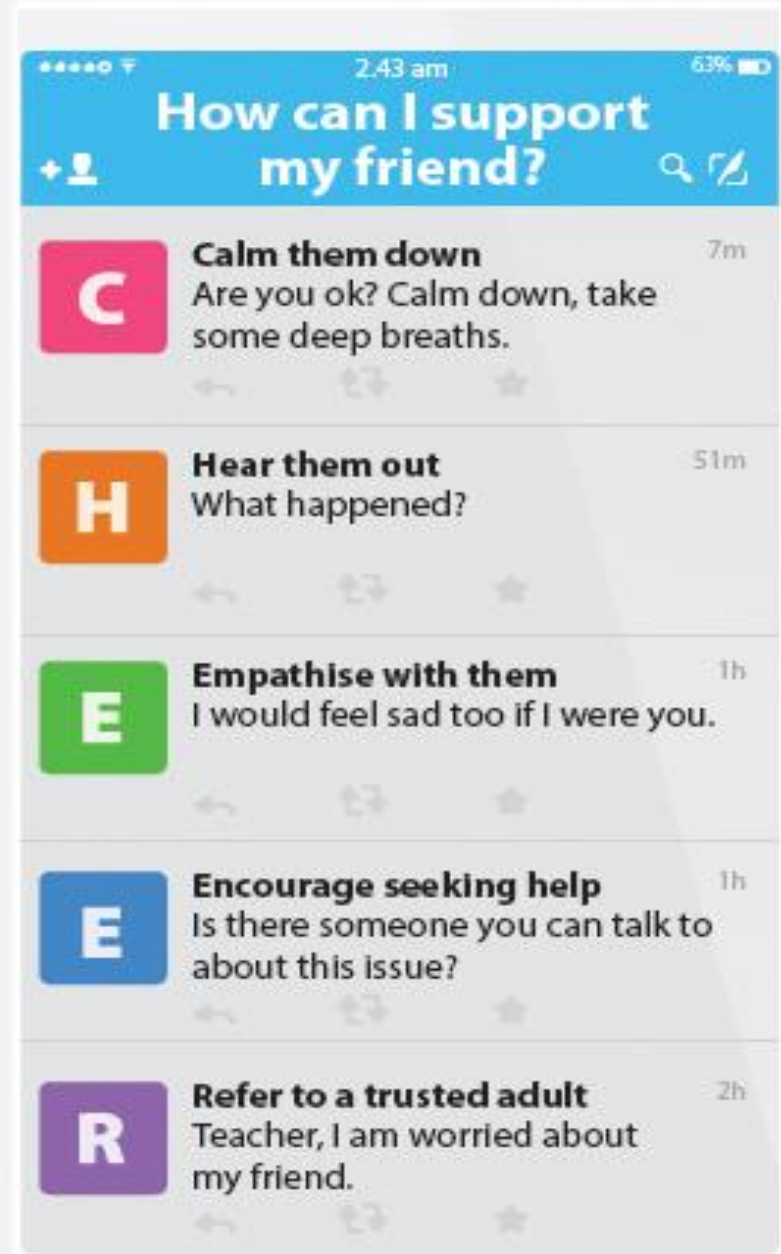 2.43 am
63%
How can I support
my friend?
C
Calm them down
7m
Are you ok? Calm down, take
some deep breaths.
H
Hear them out
51m
What happened?
E
Empathise with them
1h
I would feel sad too if I were you.
E
Encourage seeking help
1h
Is there someone you can talk to
about this issue?
R
Refer to a trusted adult
2h
Teacher, I am worried about
my friend.